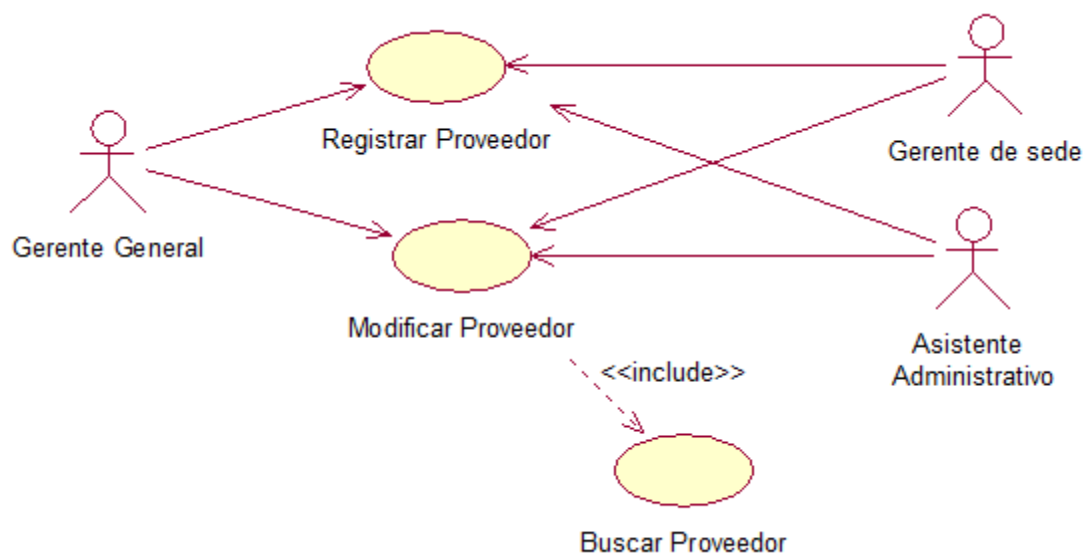 Registrar Proveedor
Gerente de sede
Gerente General
Modificar Proveedor
Asistente
Administrativo
<<include>>
Buscar Proveedor